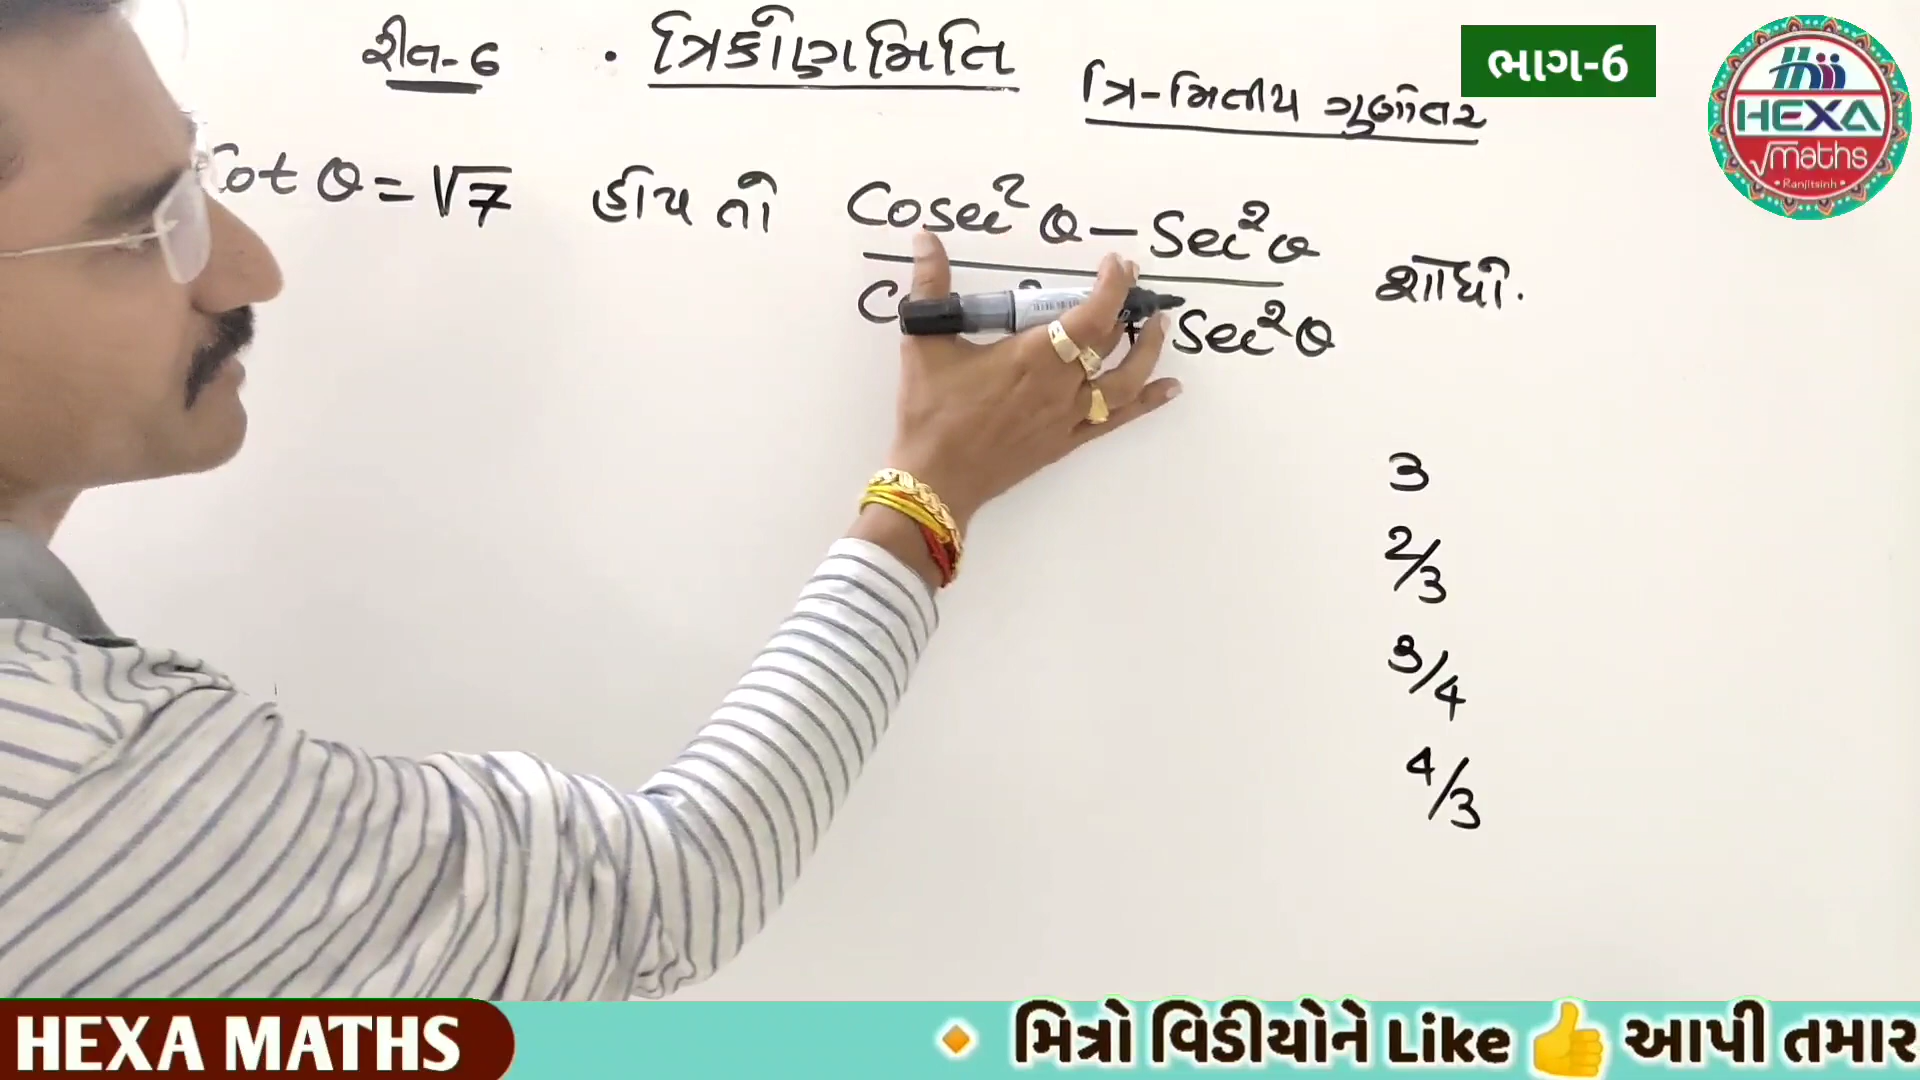 રીત-6
• ત્રિકોણમિતિ
ત્રિ-મિતીય ગુણોત્તર
ભાગ-6
HEXA
√maths
• Ranjitsinh •
Cot θ = √7 હોય તો Cosec²θ - Sec²θ
+ Sec²θ
શોધો.
3
2/3
3/4
4/3
HEXA MATHS
મિત્રો વિડીયોને Like 👍 આપી તમાર